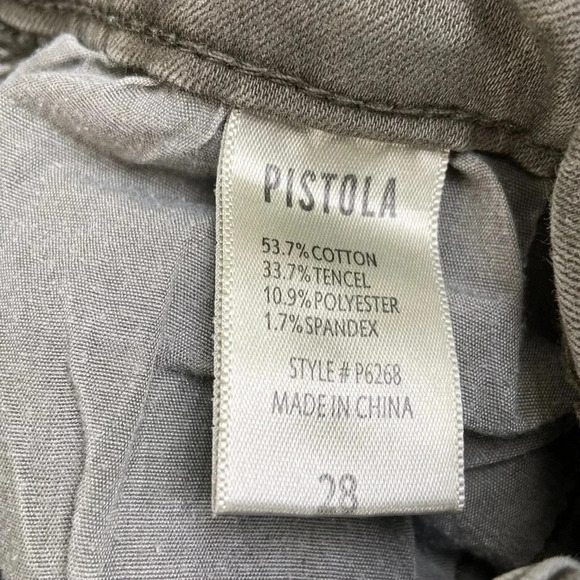 PISTOLA
53.7% COTTON
33.7% TENCEL
10.9% POLYESTER
1.7% SPANDEX
STYLE # P6268
MADE IN CHINA
28